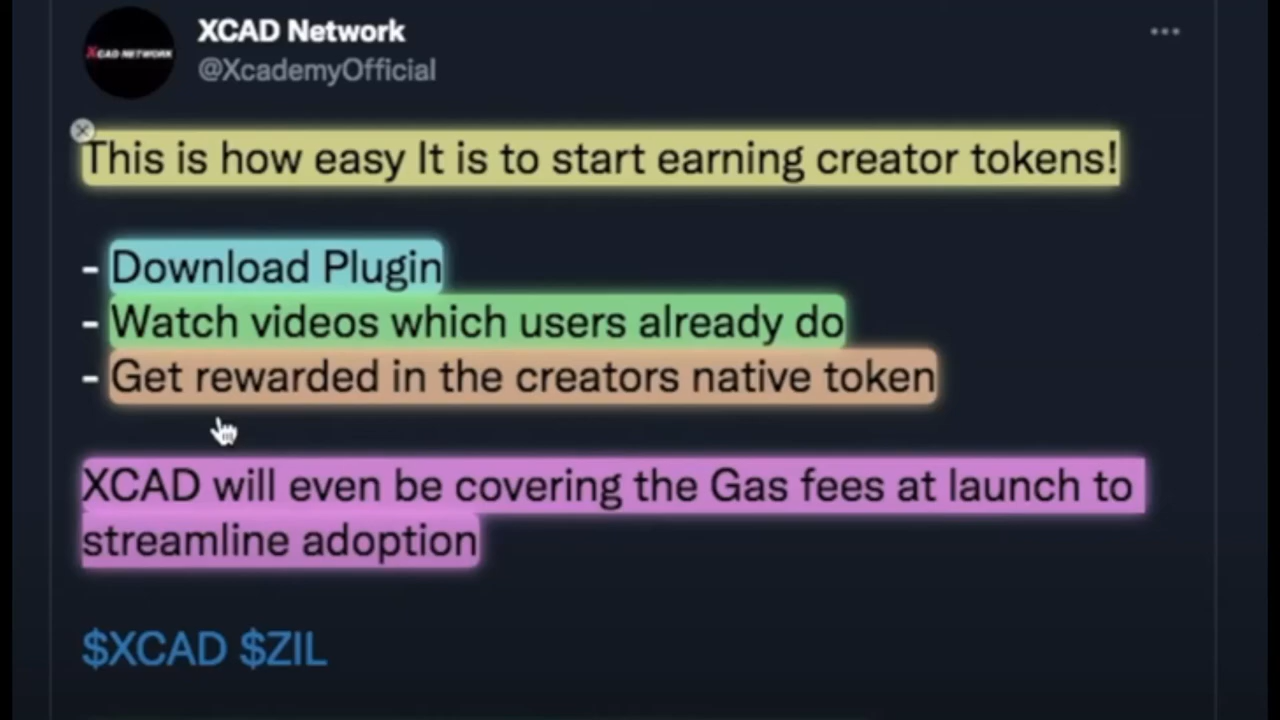 XCAD NETWORK
XCAD Network
@XcademyOfficial
This is how easy It is to start earning creator tokens!
- Download Plugin
- Watch videos which users already do
- Get rewarded in the creators native token
XCAD will even be covering the Gas fees at launch to
streamline adoption
$XCAD $ZIL